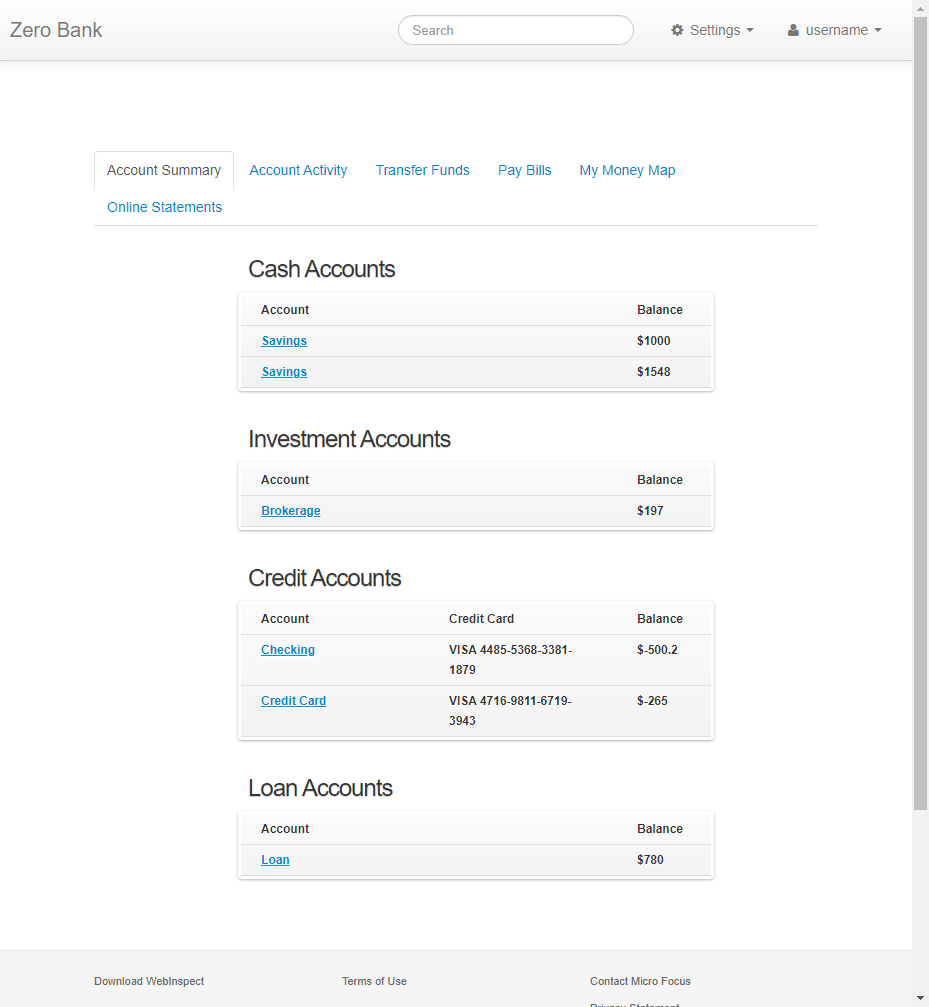 Zero Bank Search Settings username
Account Summary Account Activity Transfer Funds Pay Bills My Money Map
Online Statements
Cash Accounts
Account Balance
Savings $1000
Savings $1548
Investment Accounts
Account Balance
Brokerage $197
Credit Accounts
Account Credit Card Balance
Checking VISA 4485-5368-3381- $-500.2
1879
Credit Card VISA 4716-9811-6719- $-265
3943
Loan Accounts
Account Balance
Loan $780
Download WebInspect Terms of Use Contact Micro Focus
Privacy Statement